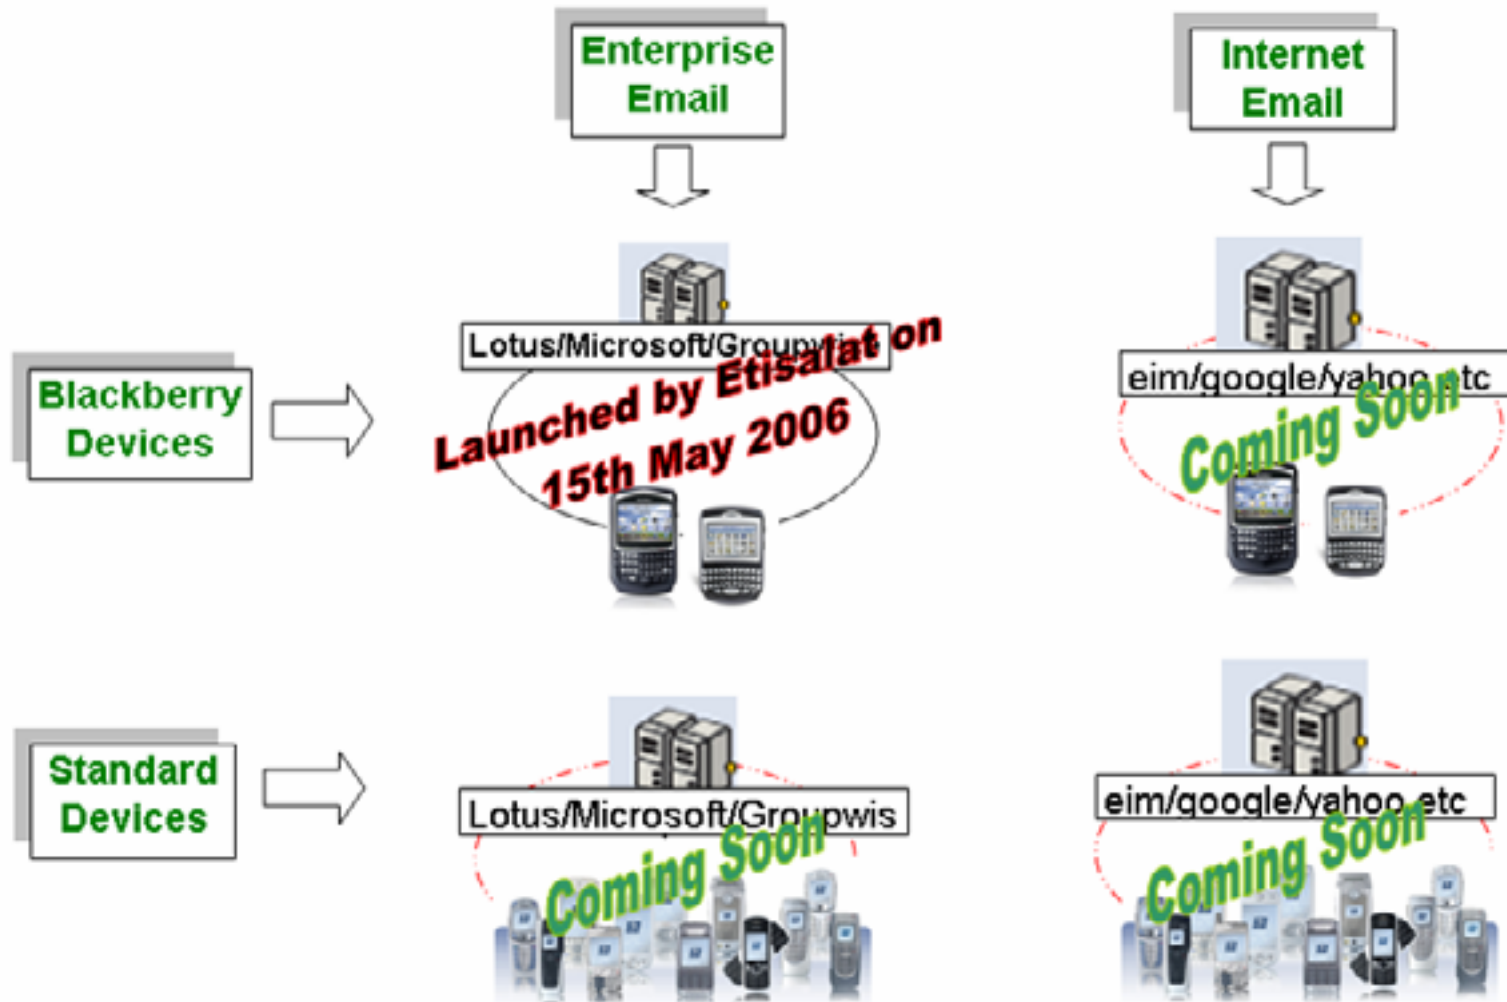 Enterprise
Email
Internet
Email
Blackberry
Devices
Lotus/Microsoft/Groupwise
Launched by Etisalat on
15th May 2006
eim/google/yahoo etc
Coming Soon
Standard
Devices
Lotus/Microsoft/Groupwis
Coming Soon
eim/google/yahoo etc
Coming Soon